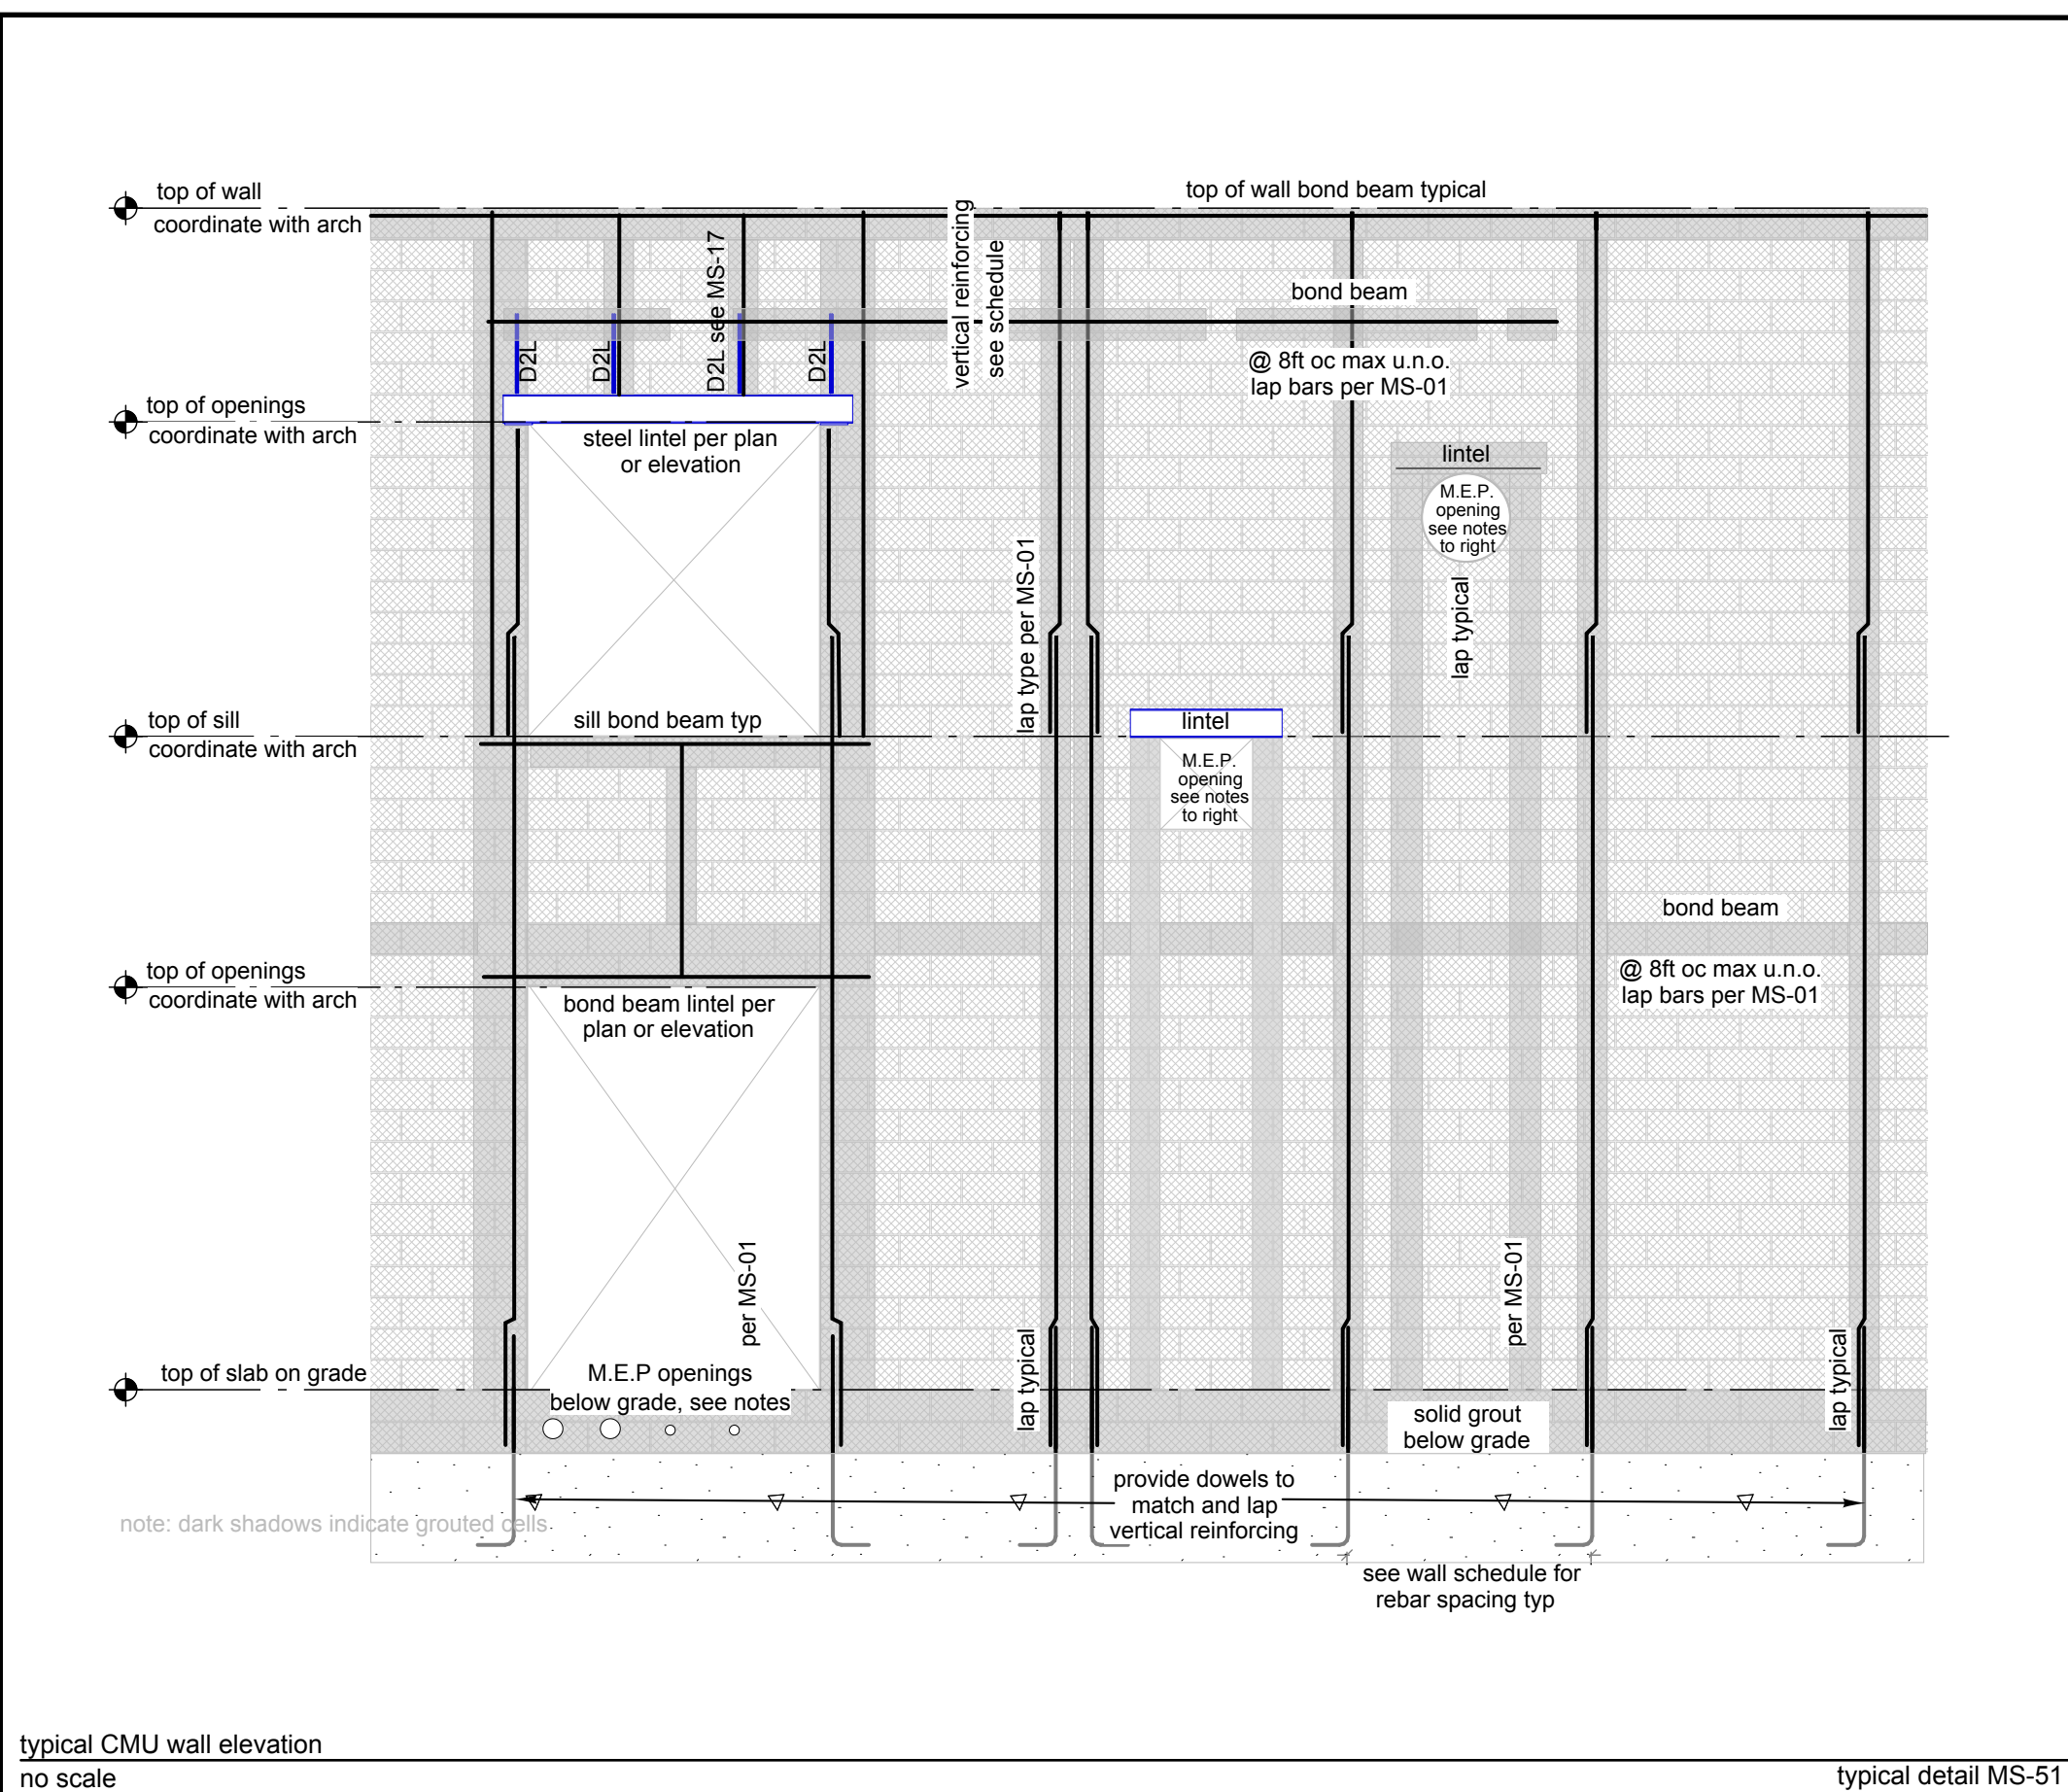 top of wall
coordinate with arch
top of wall bond beam typical
vertical reinforcing
see schedule
D2L
D2L
D2L see MS-17
D2L
bond beam
@ 8ft oc max u.n.o.
lap bars per MS-01
top of openings
coordinate with arch
steel lintel per plan
or elevation
lintel
M.E.P.
opening
see notes
to right
lap type per MS-01
lap typical
top of sill
coordinate with arch
sill bond beam typ
lintel
M.E.P.
opening
see notes
to right
bond beam
@ 8ft oc max u.n.o.
lap bars per MS-01
top of openings
coordinate with arch
bond beam lintel per
plan or elevation
per MS-01
per MS-01
lap typical
lap typical
top of slab on grade
M.E.P openings
below grade, see notes
solid grout
below grade
provide dowels to
match and lap
vertical reinforcing
note: dark shadows indicate grouted cells
see wall schedule for
rebar spacing typ
typical CMU wall elevation
no scale
typical detail MS-51